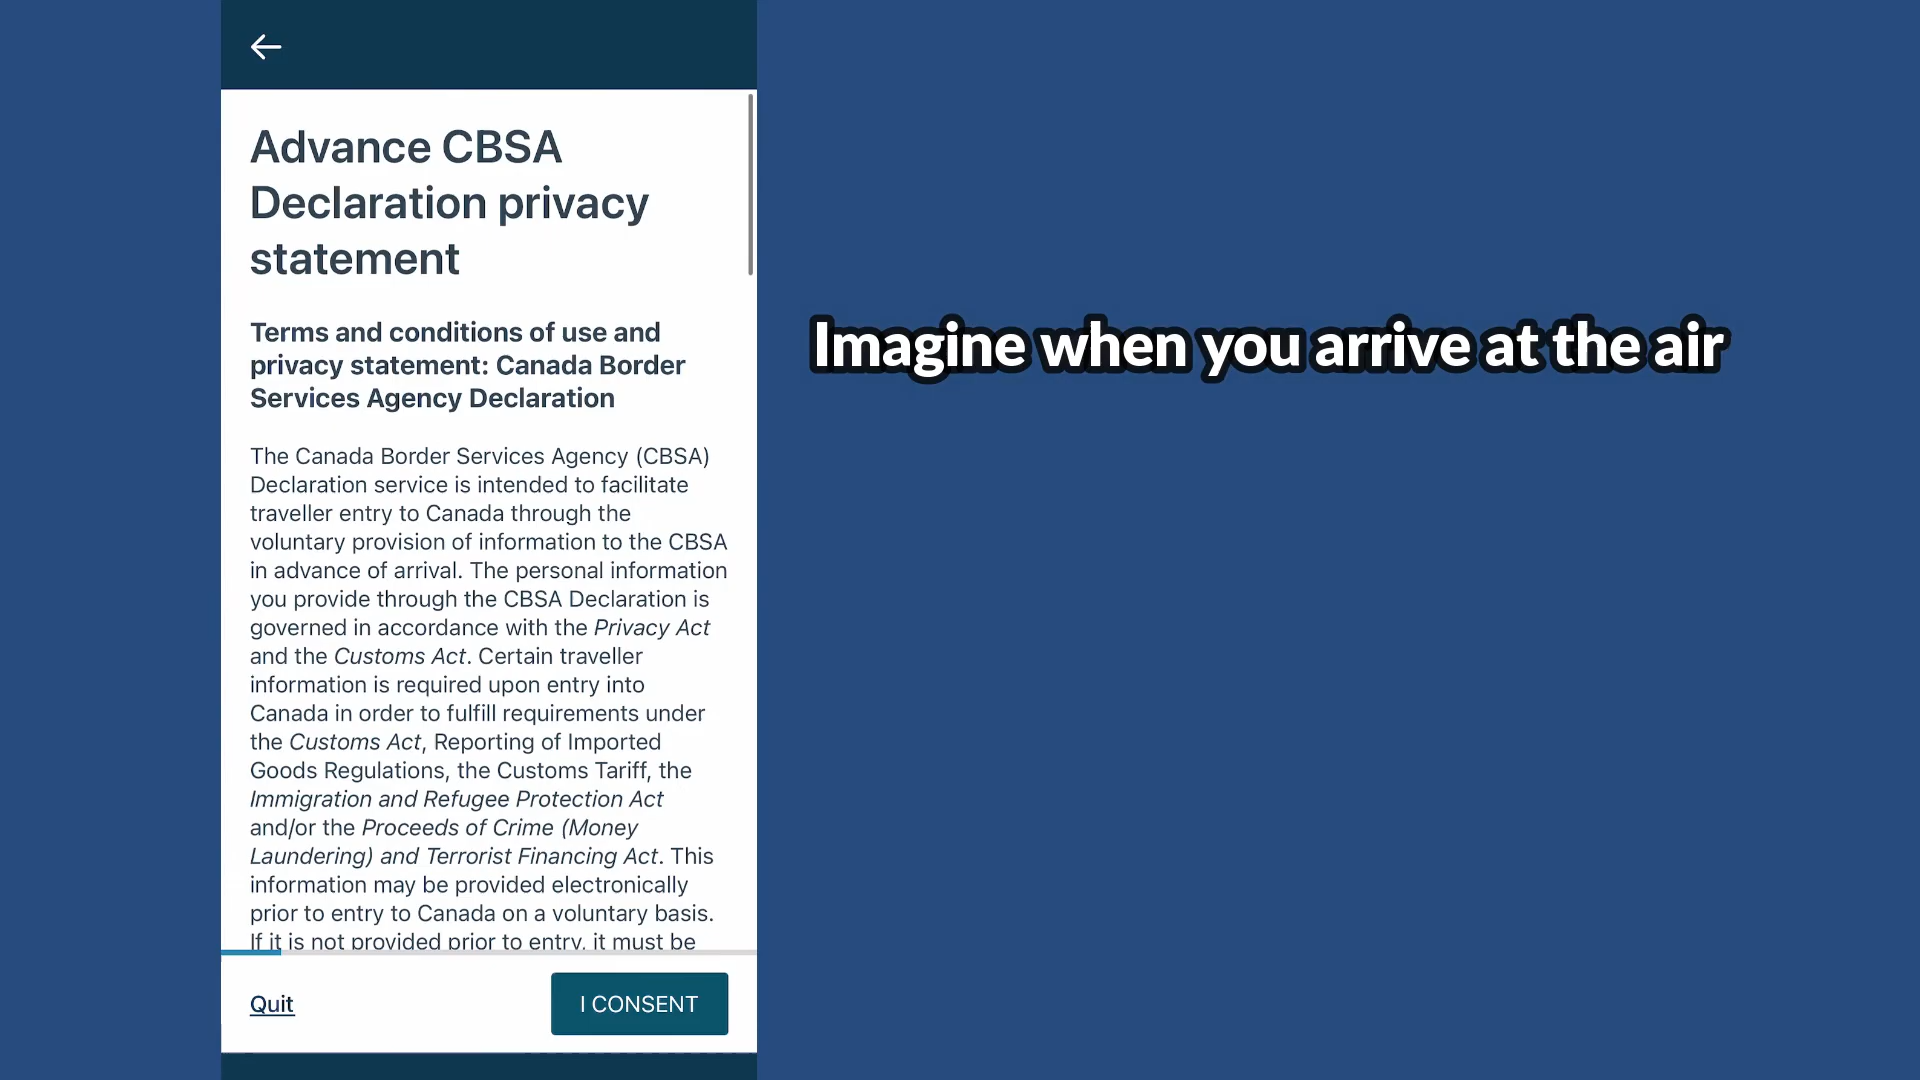 Advance CBSA
Declaration privacy
statement
Terms and conditions of use and
privacy statement: Canada Border
Services Agency Declaration
The Canada Border Services Agency (CBSA)
Declaration service is intended to facilitate
traveller entry to Canada through the
voluntary provision of information to the CBSA
in advance of arrival. The personal information
you provide through the CBSA Declaration is
governed in accordance with the Privacy Act
and the Customs Act. Certain traveller
information is required upon entry into
Canada in order to fulfill requirements under
the Customs Act, Reporting of Imported
Goods Regulations, the Customs Tariff, the
Immigration and Refugee Protection Act
and/or the Proceeds of Crime (Money
Laundering) and Terrorist Financing Act. This
information may be provided electronically
prior to entry to Canada on a voluntary basis.
If it is not provided prior to entry, it must be
Quit
I CONSENT
Imagine when you arrive at the air